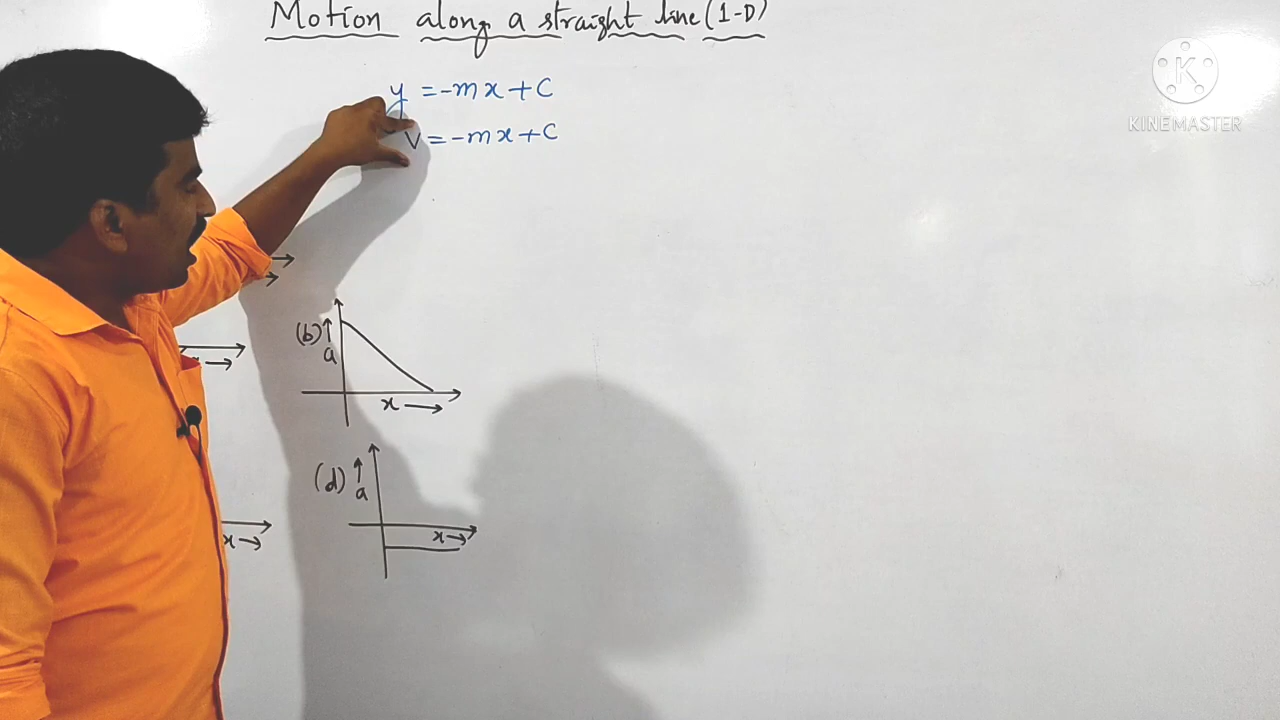 Motion along a straight line (1-D)
y = -mx + C
V = -mx + C
(b) ↑ a
x →
x →
(d) ↑ a
x →
x →
KINEMASTER